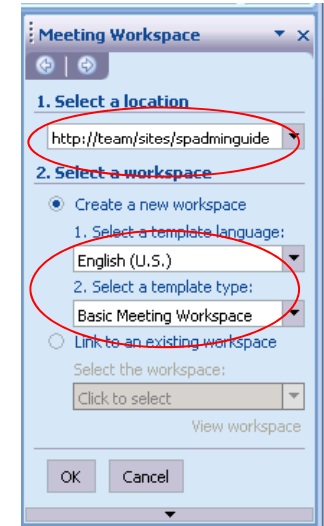 Meeting Workspace
1. Select a location
http://team/sites/spadminguide
2. Select a workspace
Create a new workspace
1. Select a template language:
English (U.S.)
2. Select a template type:
Basic Meeting Workspace
Link to an existing workspace
Select the workspace:
Click to select
View workspace
OK Cancel